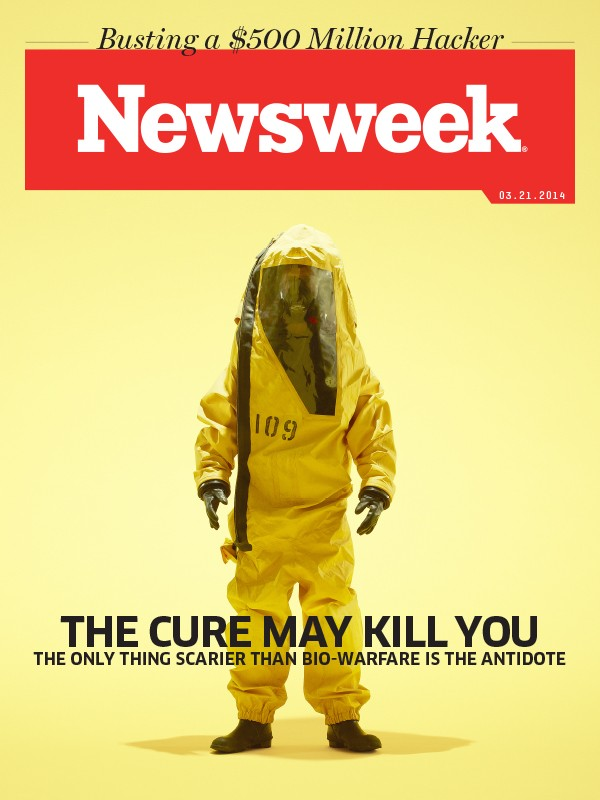 Busting a $500 Million Hacker
Newsweek®
03.21.2014
109
THE CURE MAY KILL YOU
THE ONLY THING SCARIER THAN BIO-WARFARE IS THE ANTIDOTE